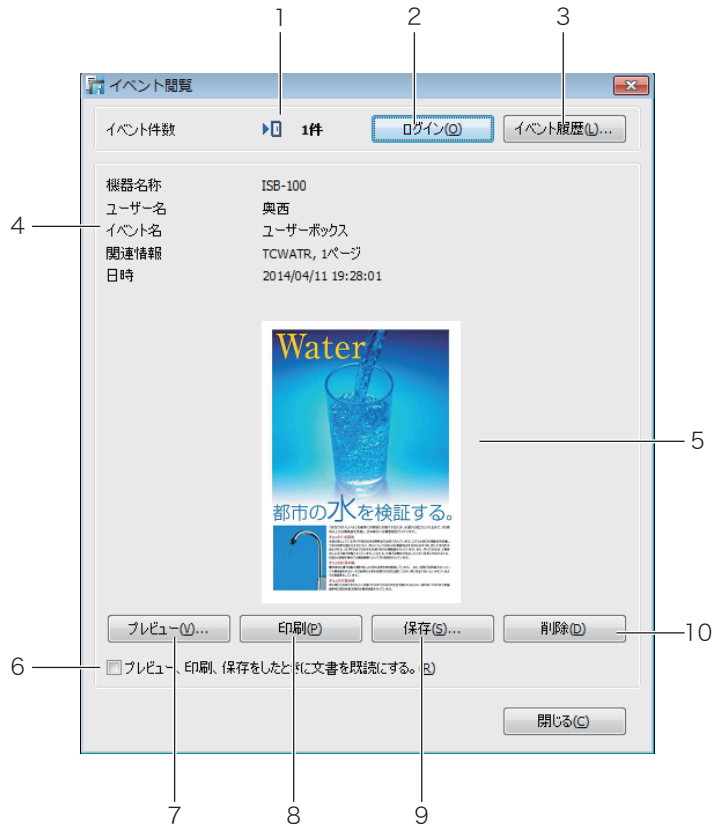 1 2 3
イベント閲覧
イベント件数 1件 ログイン(O) イベント履歴(L)...
機器名称 ISB-100
ユーザー名 奥西
4 イベント名 ユーザーボックス
関連情報 TCWATR, 1ページ
日時 2014/04/11 19:28:01
Water
5
都市の水を検証する。
プレビュー(V)... 印刷(P) 保存(S)... 削除(D) 10
6 プレビュー、印刷、保存をしたときに文書を既読にする。(R)
閉じる(C)
7 8 9